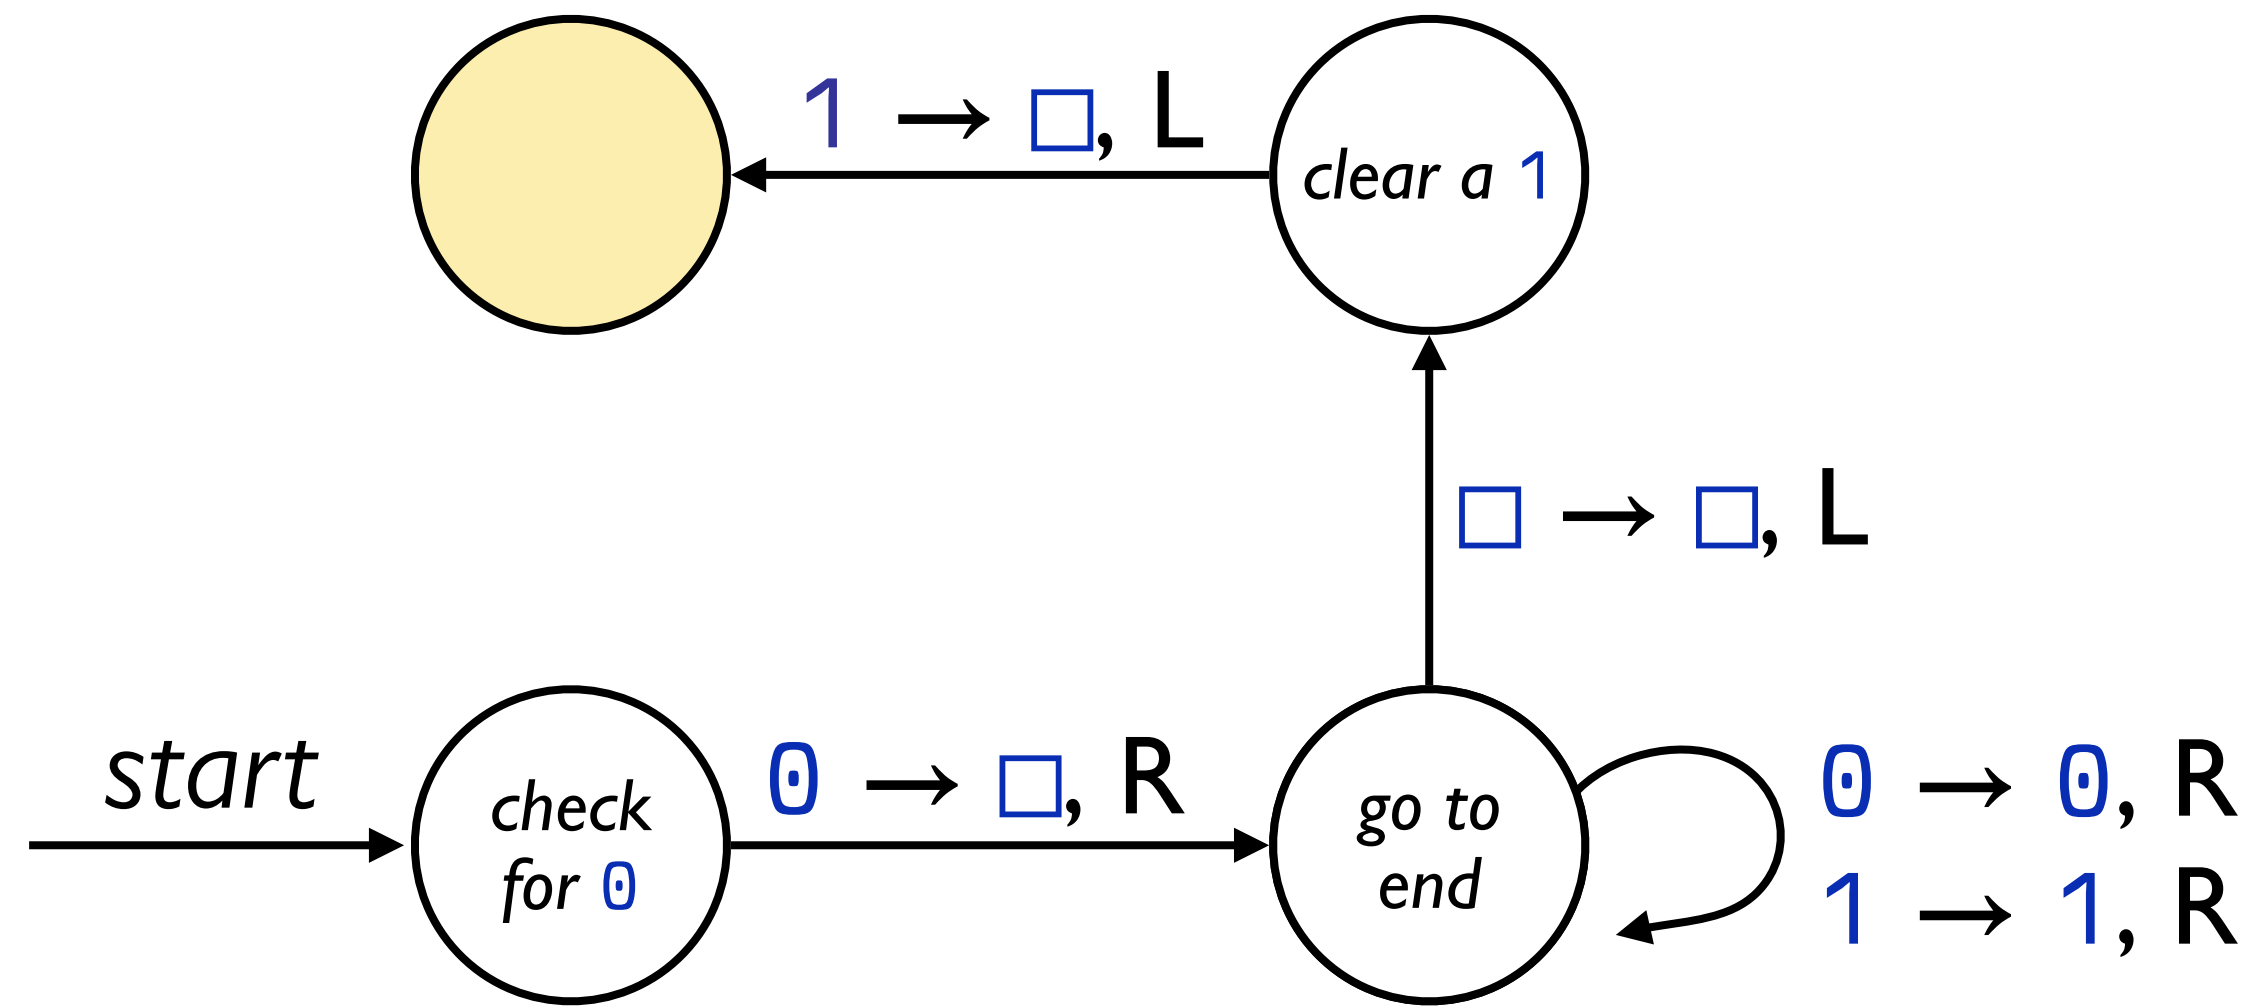 1 → □, L
clear a 1
□ → □, L
start
check
for 0
0 → □, R
go to
end
0 → 0, R
1 → 1, R